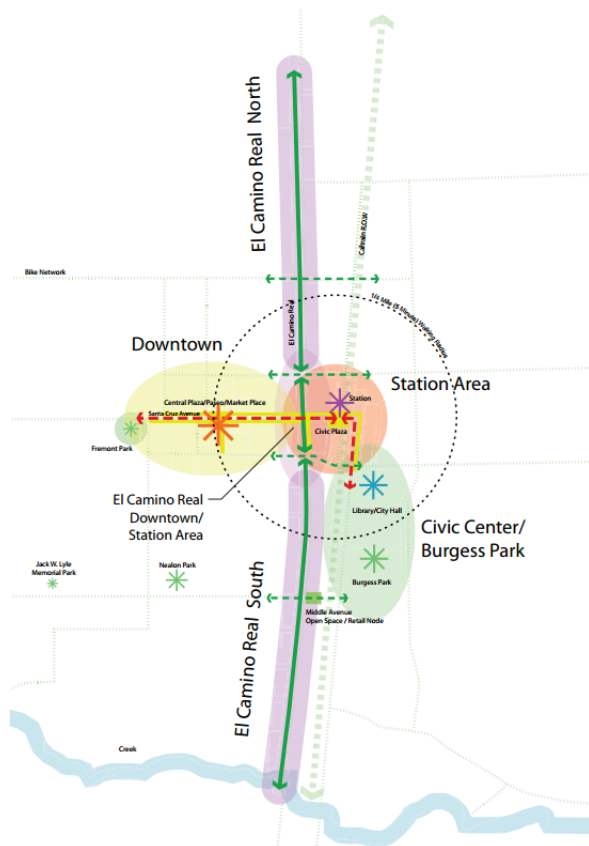 El Camino Real North
Caltrain R.O.W
Bike Network
1/4 Mile (5 Minute) Walking Radius
El Camino Real
Downtown
Station Area
Central Plaza/Paseo/Market Place
Station
Santa Cruz Avenue
Civic Plaza
Fremont Park
El Camino Real
Downtown/
Station Area
Library/City Hall
Civic Center/
Burgess Park
Jack W. Lyle
Memorial Park
Nealon Park
Burgess Park
El Camino Real South
Middle Avenue
Open Space / Retail Node
Creek